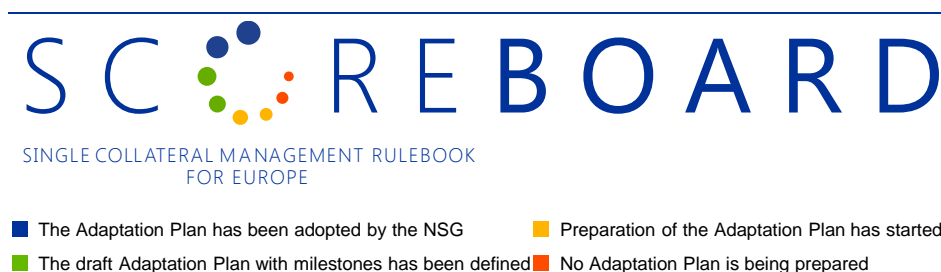 SCOREBOARD
SINGLE COLLATERAL MANAGEMENT RULEBOOK
FOR EUROPE
The Adaptation Plan has been adopted by the NSG
Preparation of the Adaptation Plan has started
The draft Adaptation Plan with milestones has been defined
No Adaptation Plan is being prepared